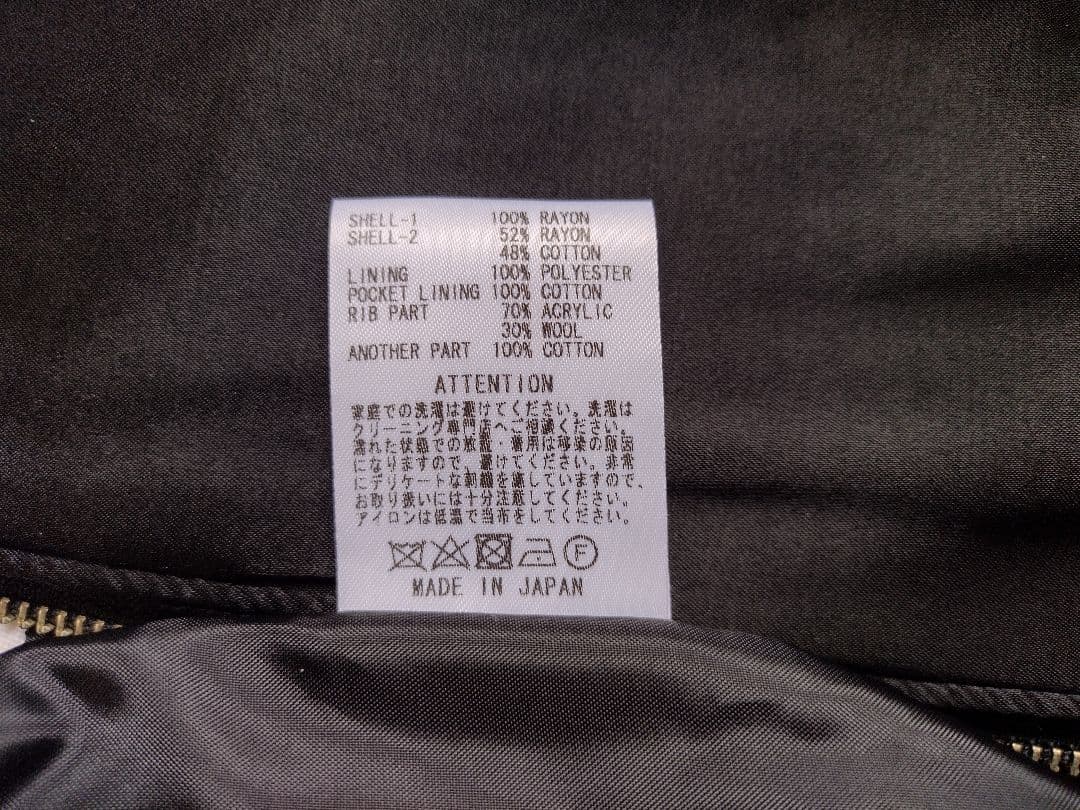 SHELL-1 100% RAYON
SHELL-2 52% RAYON
48% COTTON
LINING 100% POLYESTER
POCKET LINING 100% COTTON
RIB PART 70% ACRYLIC
30% WOOL
ANOTHER PART 100% COTTON
ATTENTION
家庭での洗濯は避けてください。洗濯は
クリーニング専門店へご相談ください。
濡れた状態での放置・着用は移染の原因
になりますので、避けてください。非常
にデリケートな刺繍を施していますので、
お取り扱いには十分注意してください。
アイロンは低温で当布をしてください。
F
MADE IN JAPAN